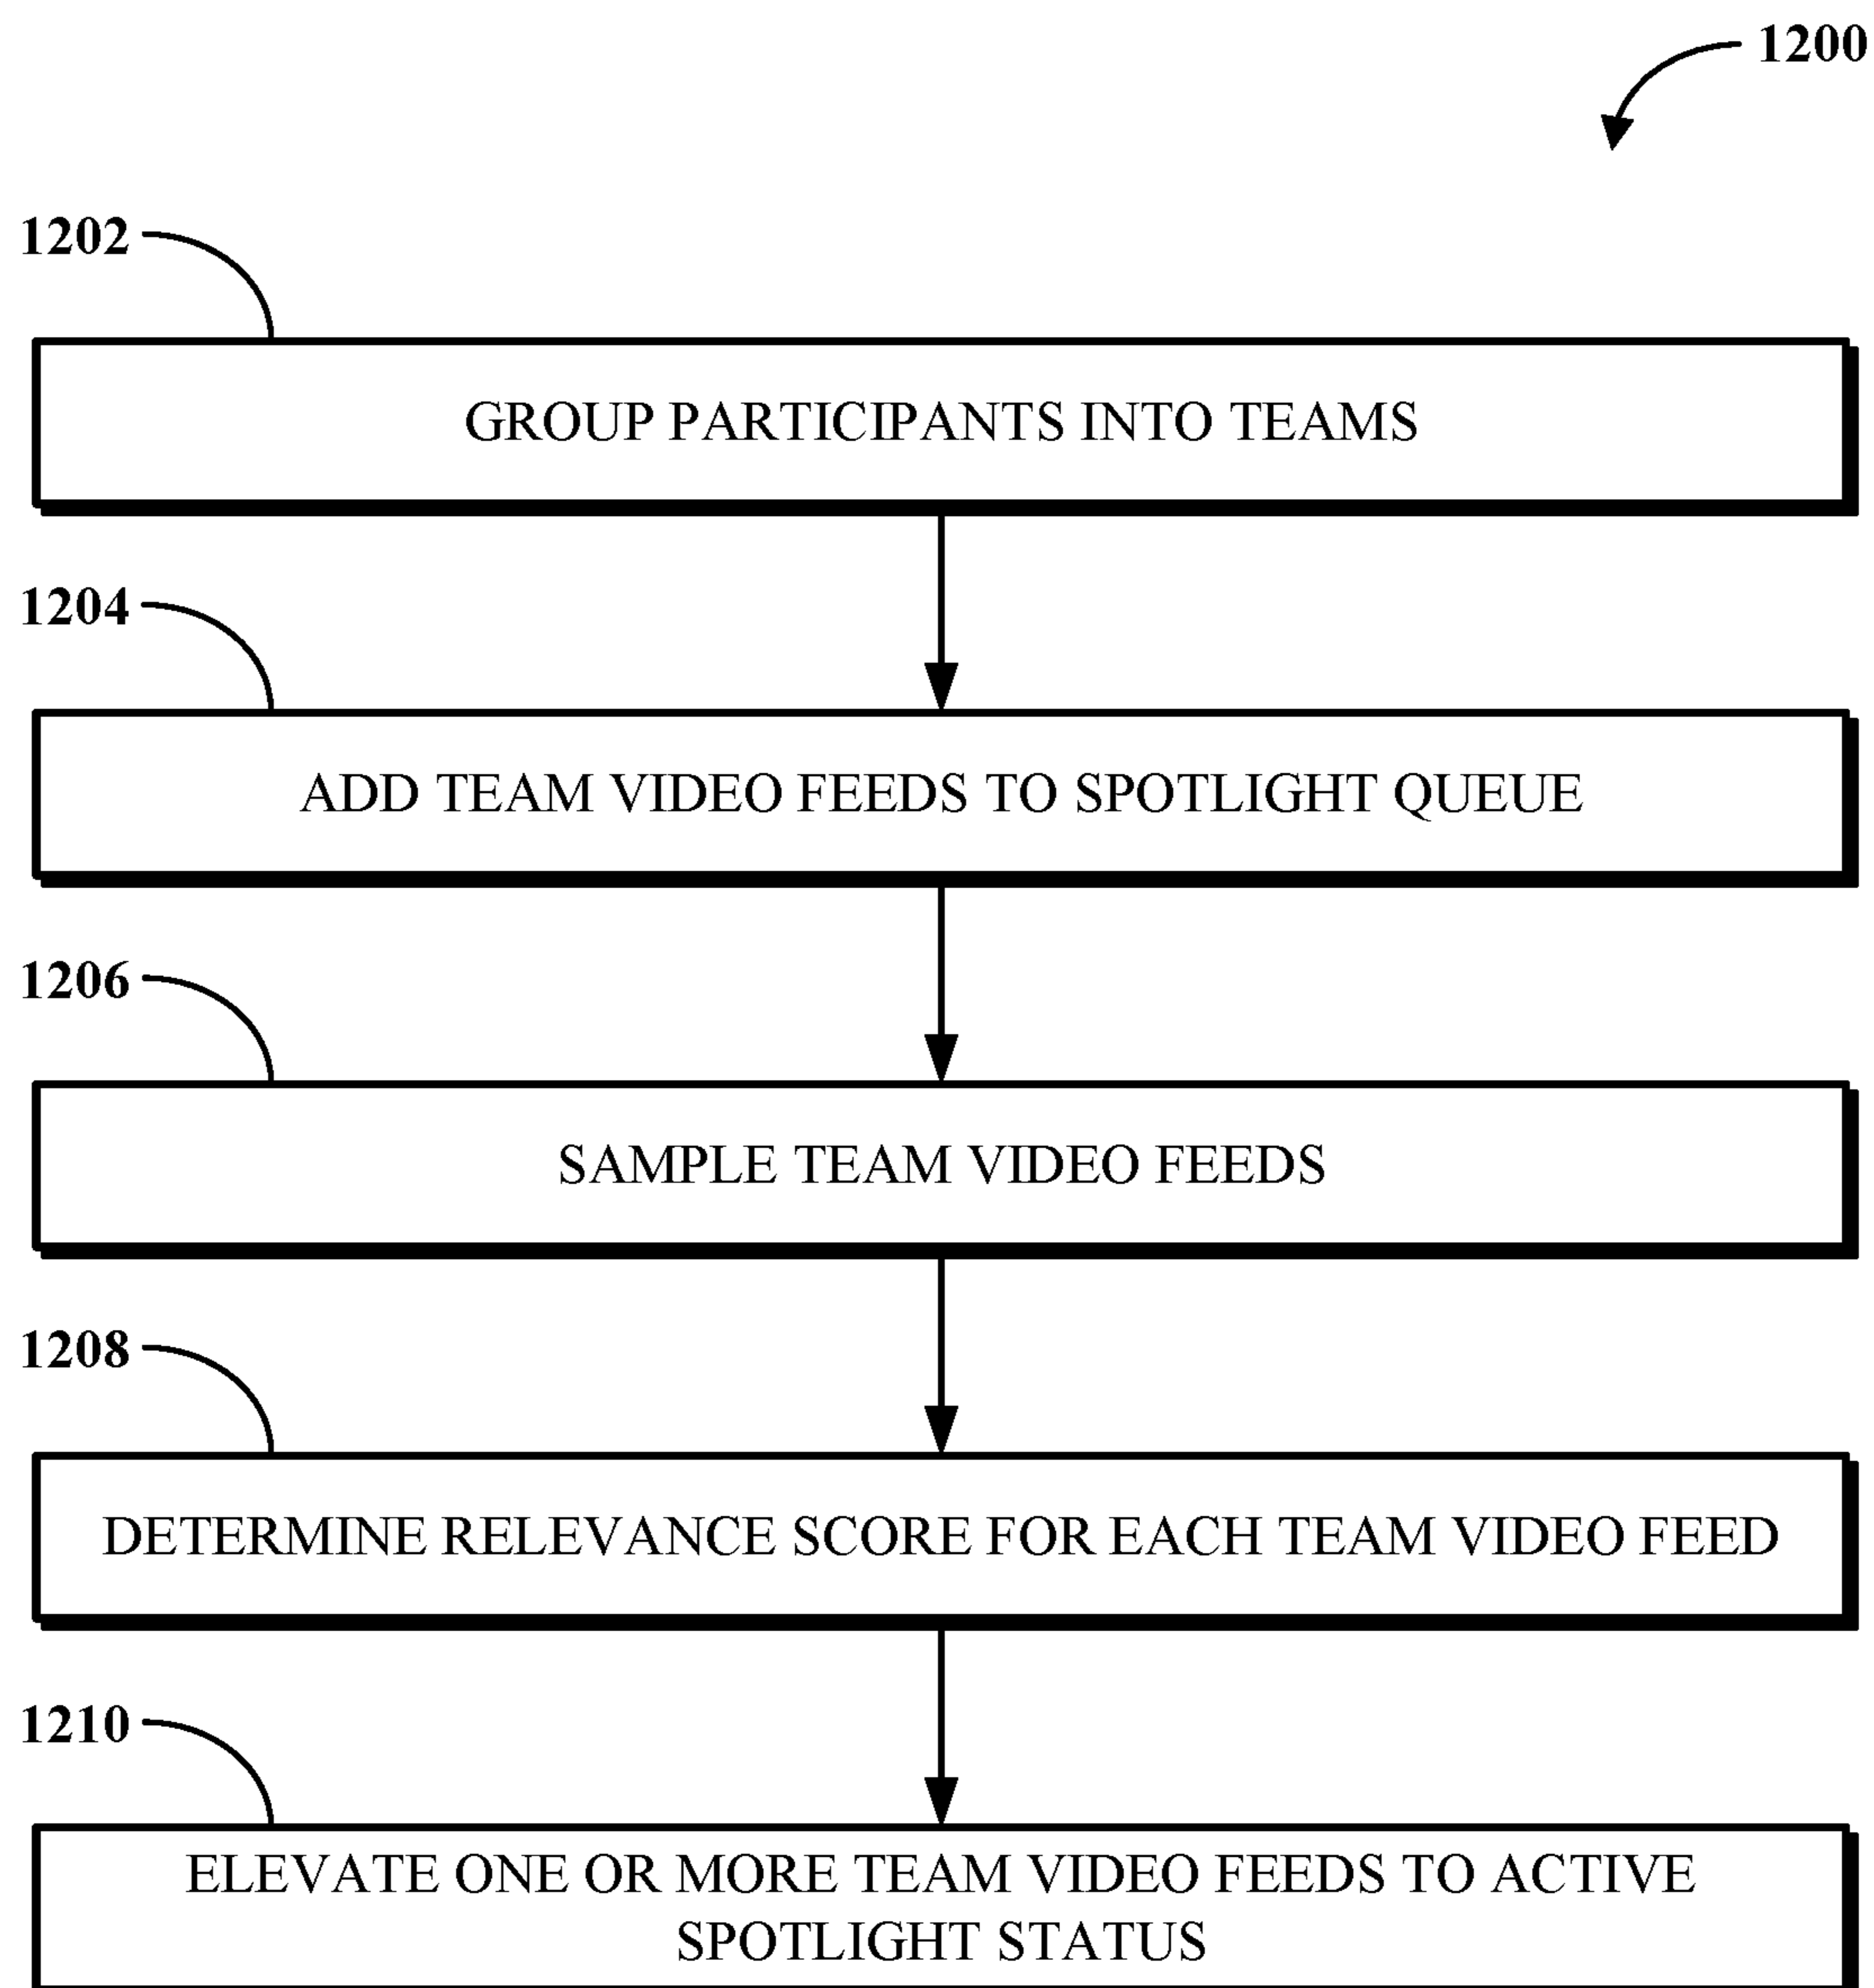 1200
1202
GROUP PARTICIPANTS INTO TEAMS
1204
ADD TEAM VIDEO FEEDS TO SPOTLIGHT QUEUE
1206
SAMPLE TEAM VIDEO FEEDS
1208
DETERMINE RELEVANCE SCORE FOR EACH TEAM VIDEO FEED
1210
ELEVATE ONE OR MORE TEAM VIDEO FEEDS TO ACTIVE
SPOTLIGHT STATUS